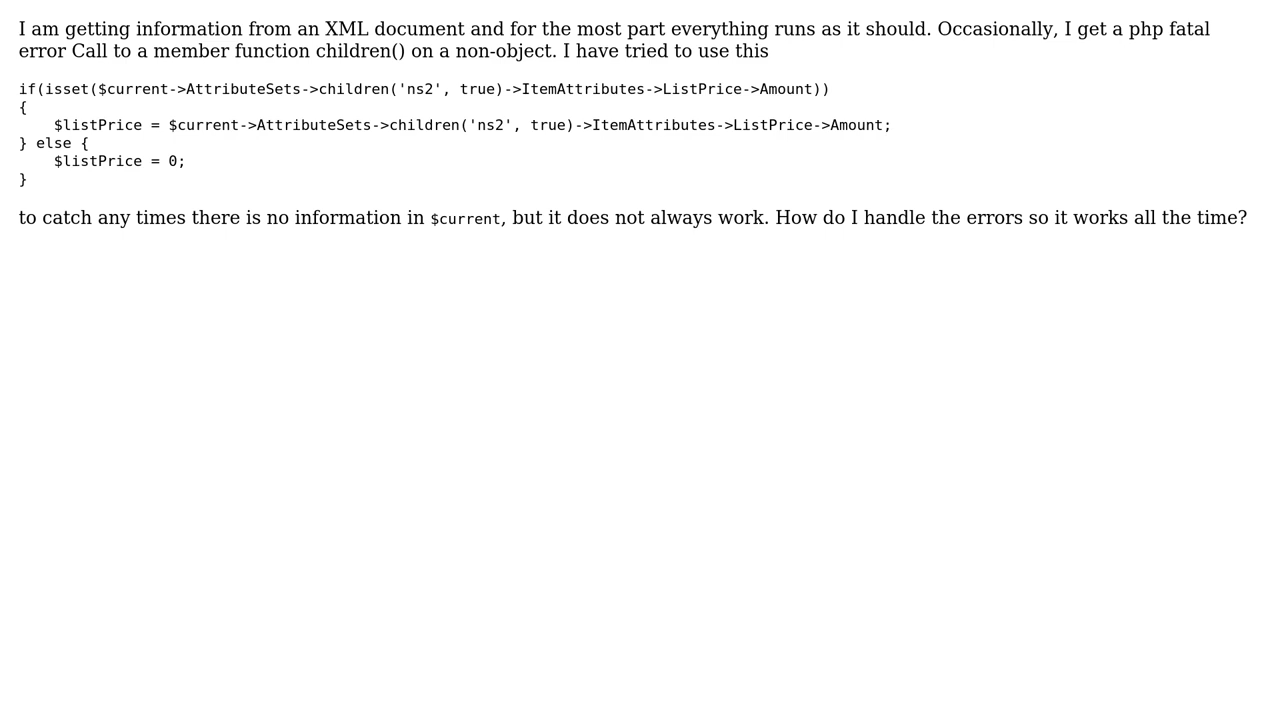 I am getting information from an XML document and for the most part everything runs as it should. Occasionally, I get a php fatal
error Call to a member function children() on a non-object. I have tried to use this
if(isset($current->AttributeSets->children('ns2', true)->ItemAttributes->ListPrice->Amount))
{
    $listPrice = $current->AttributeSets->children('ns2', true)->ItemAttributes->ListPrice->Amount;
} else {
    $listPrice = 0;
}
to catch any times there is no information in $current, but it does not always work. How do I handle the errors so it works all the time?